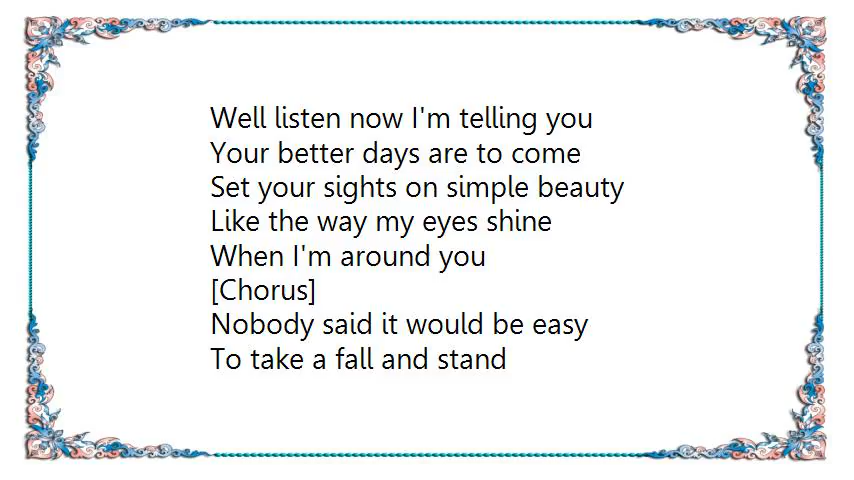 Well listen now I'm telling you
Your better days are to come
Set your sights on simple beauty
Like the way my eyes shine
When I'm around you
[Chorus]
Nobody said it would be easy
To take a fall and stand